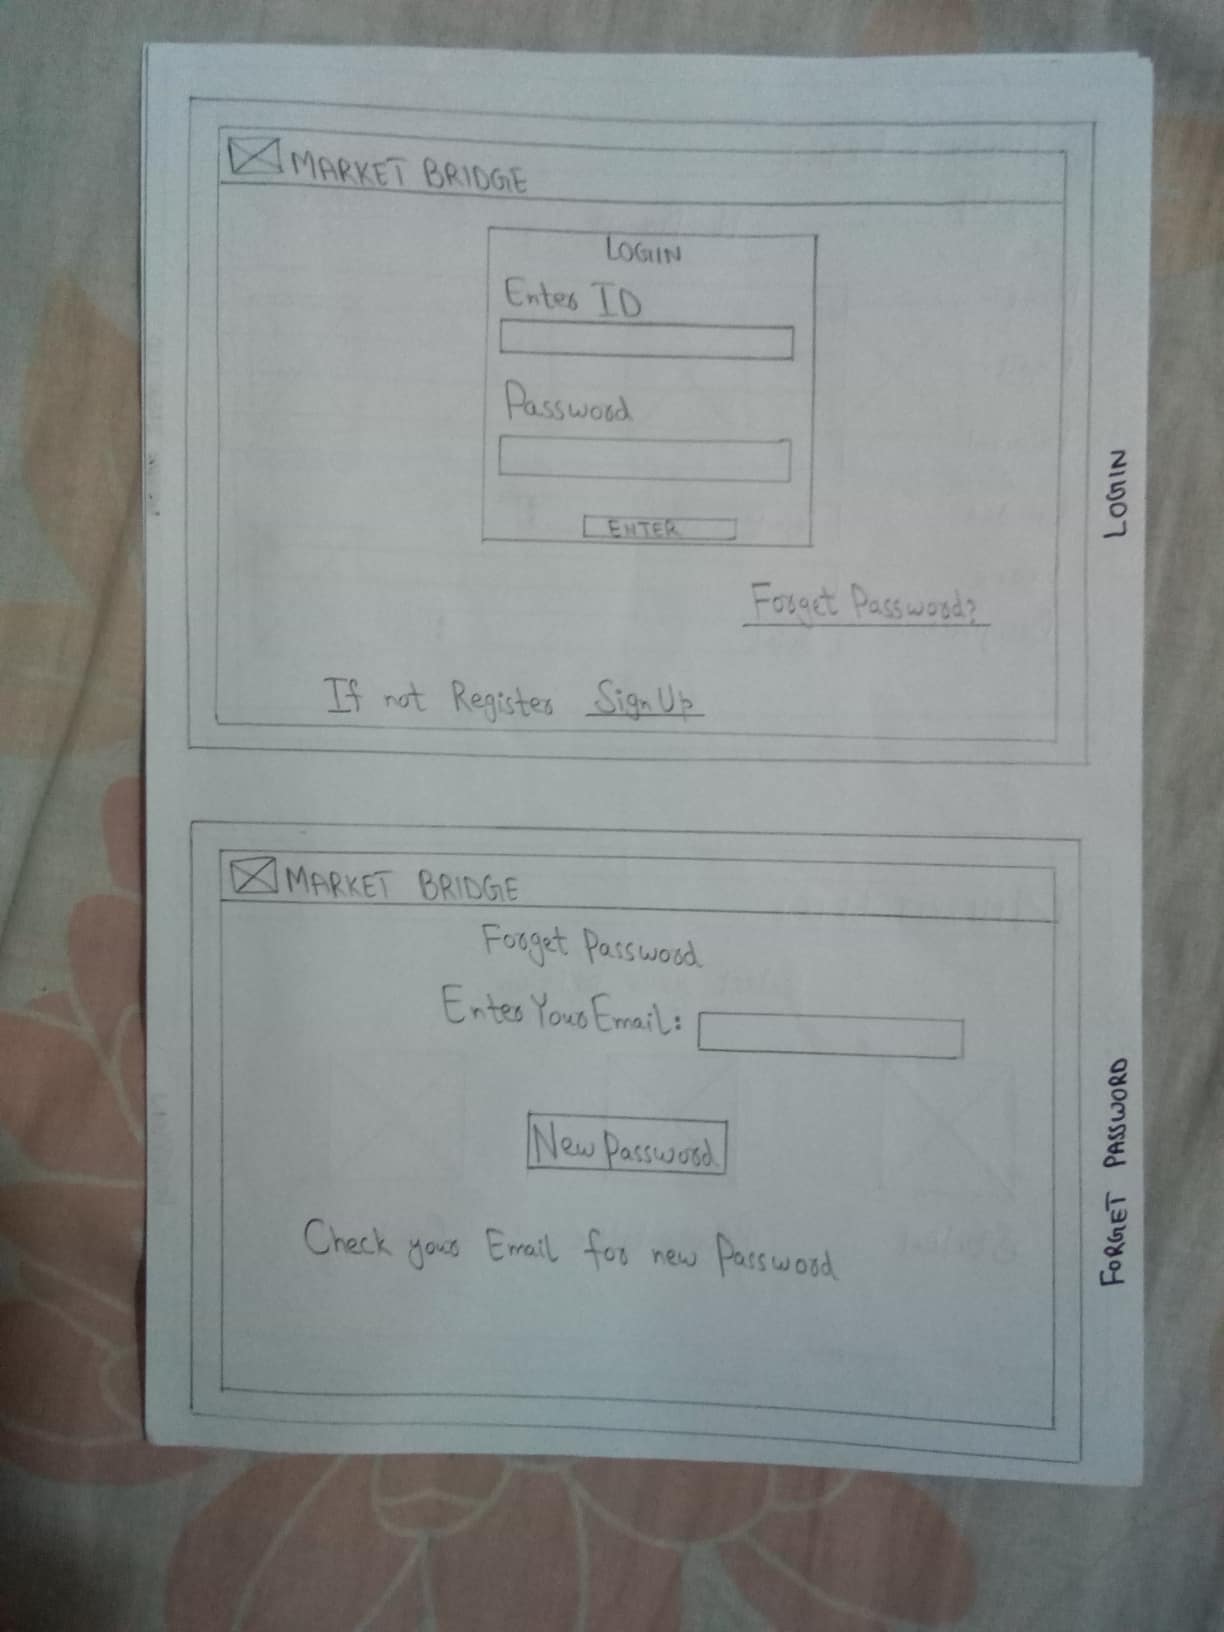 MARKET BRIDGE
LOGIN
Enter ID
Password
ENTER
Forget Password?
If not Register Sign Up
LOGIN
MARKET BRIDGE
Forget Password
Enter Your Email:
New Password
Check your Email for new Password
FORGET PASSWORD